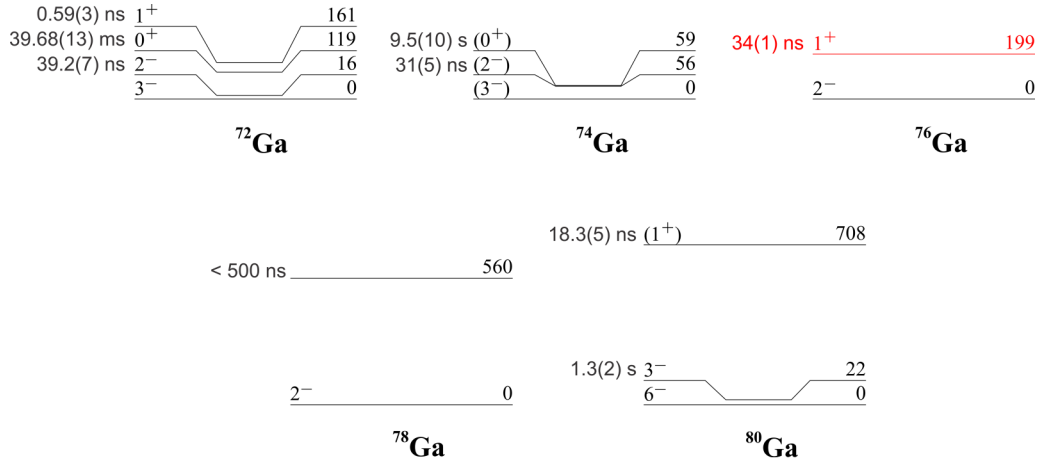 0.59(3) ns 1⁺ 161
39.68(13) ms 0⁺ 119
39.2(7) ns 2⁻ 16
3⁻ 0
⁷²Ga
9.5(10) s (0⁺) 59
31(5) ns (2⁻) 56
(3⁻) 0
⁷⁴Ga
34(1) ns 1⁺ 199
2⁻ 0
⁷⁶Ga
< 500 ns 560
2⁻ 0
⁷⁸Ga
18.3(5) ns (1⁺) 708
1.3(2) s 3⁻ 22
6⁻ 0
⁸⁰Ga